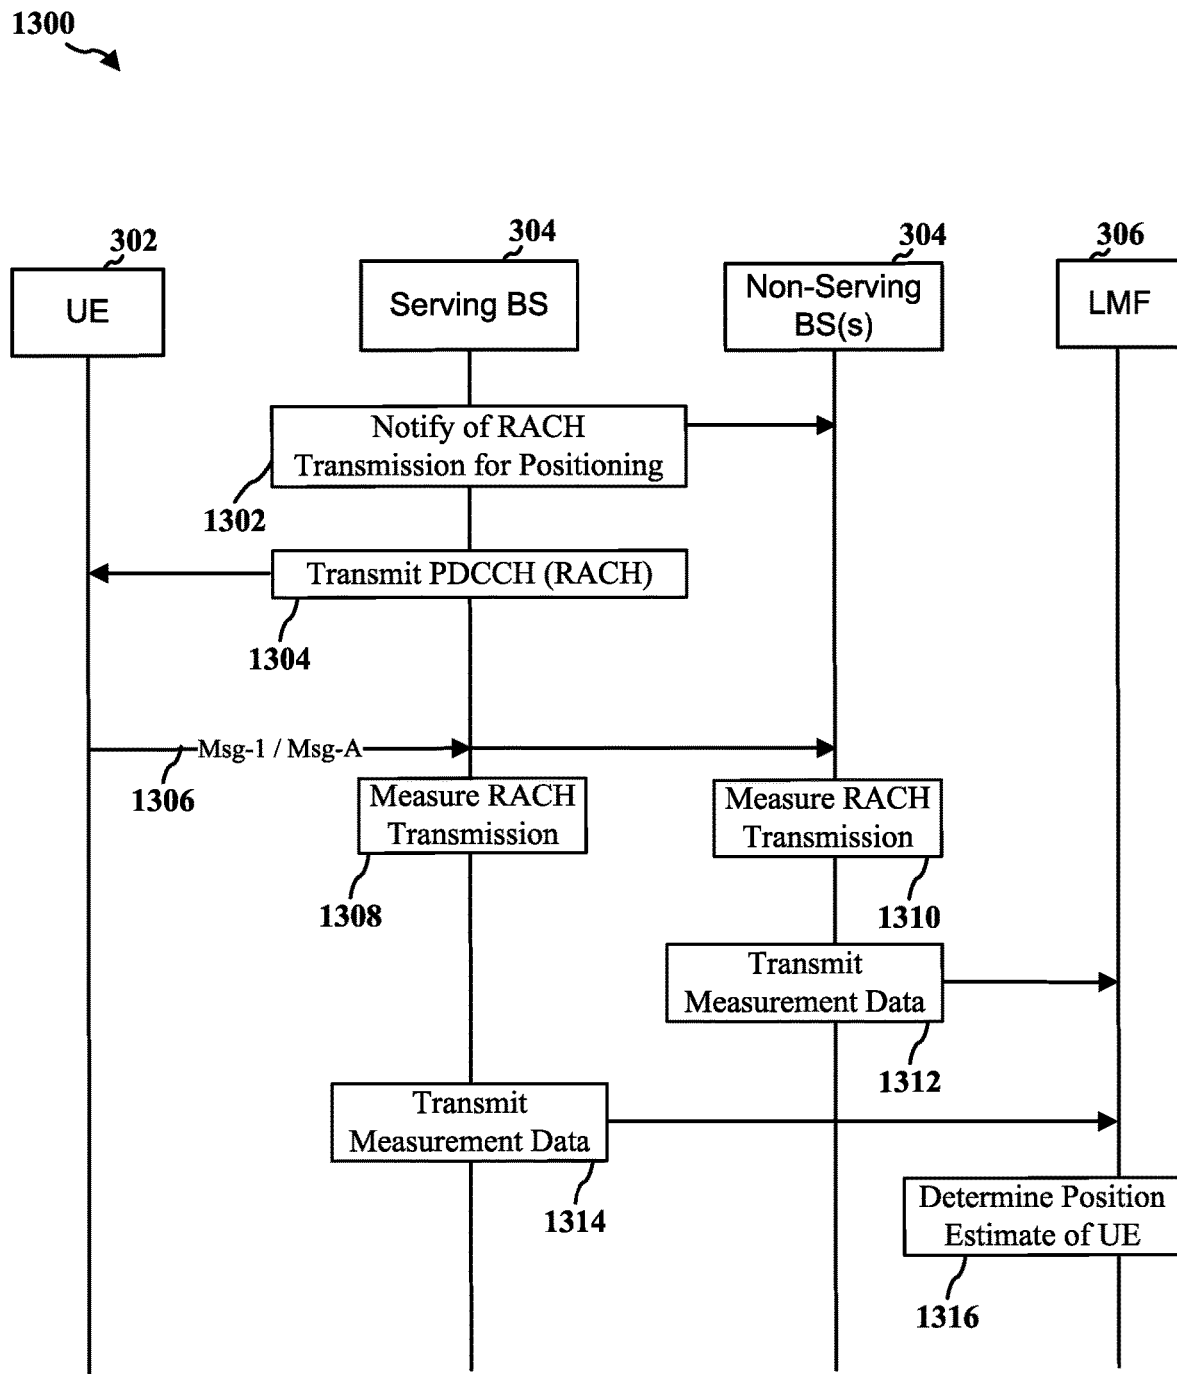 1300
302
304
304
306
UE
Serving BS
Non-Serving
BS(s)
LMF
Notify of RACH
Transmission for Positioning
1302
Transmit PDCCH (RACH)
1304
Msg-1 / Msg-A
1306
Measure RACH
Transmission
1308
Measure RACH
Transmission
1310
Transmit
Measurement Data
1312
Transmit
Measurement Data
1314
Determine Position
Estimate of UE
1316